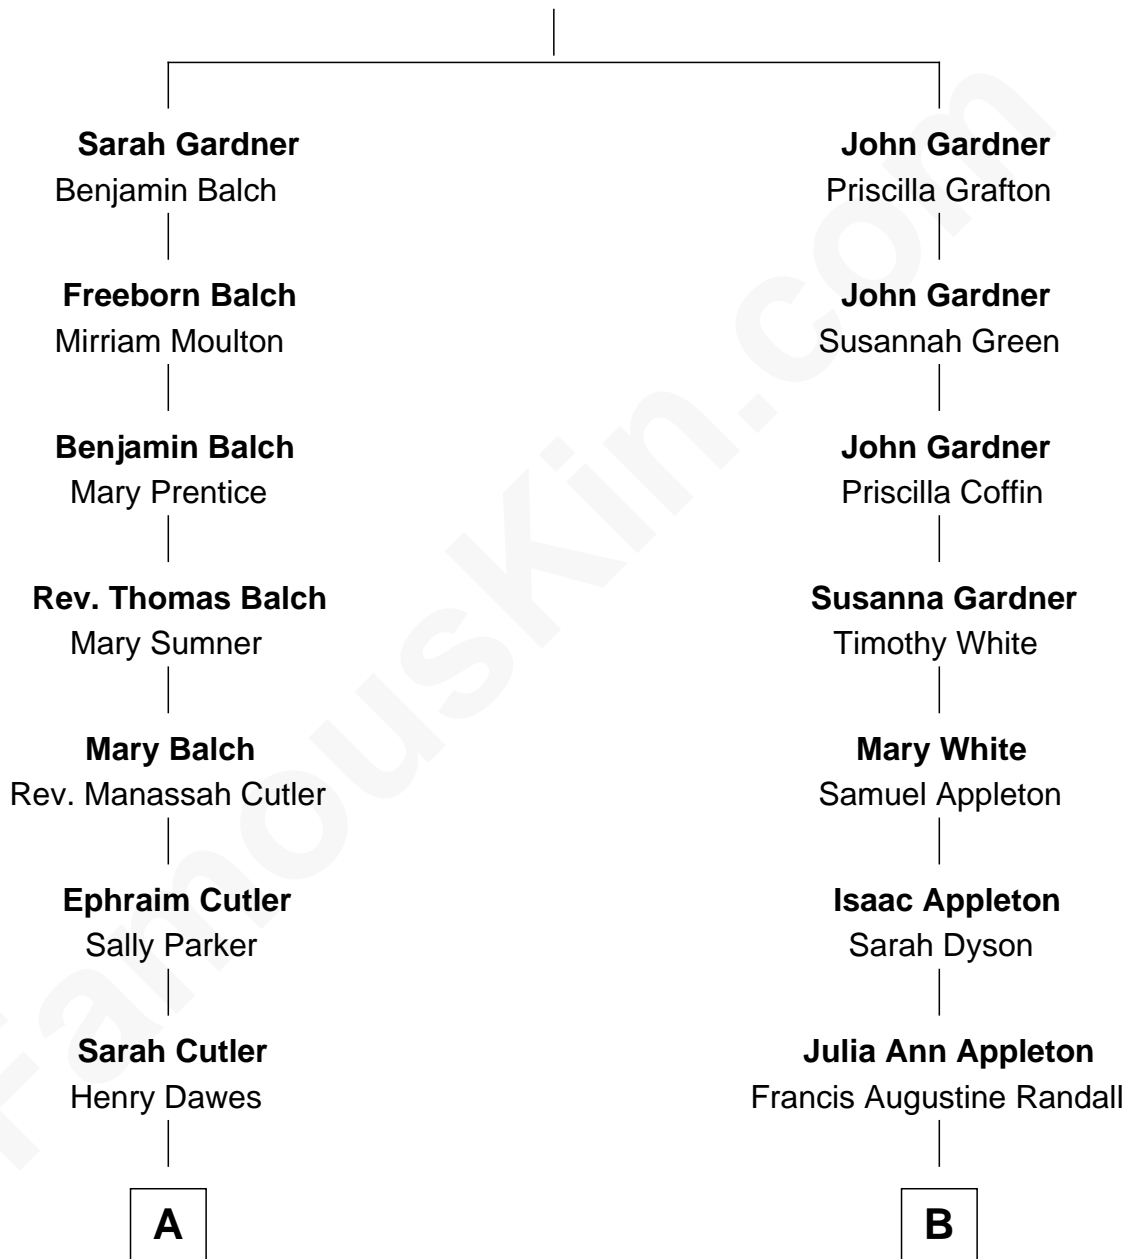 Sarah Gardner
Benjamin Balch
Freeborn Balch
Mirriam Moulton
Benjamin Balch
Mary Prentice
Rev. Thomas Balch
Mary Sumner
Mary Balch
Rev. Manassah Cutler
Ephraim Cutler
Sally Parker
Sarah Cutler
Henry Dawes
A
John Gardner
Priscilla Grafton
John Gardner
Susannah Green
John Gardner
Priscilla Coffin
Susanna Gardner
Timothy White
Mary White
Samuel Appleton
Isaac Appleton
Sarah Dyson
Julia Ann Appleton
Francis Augustine Randall
B
FamousKin.com